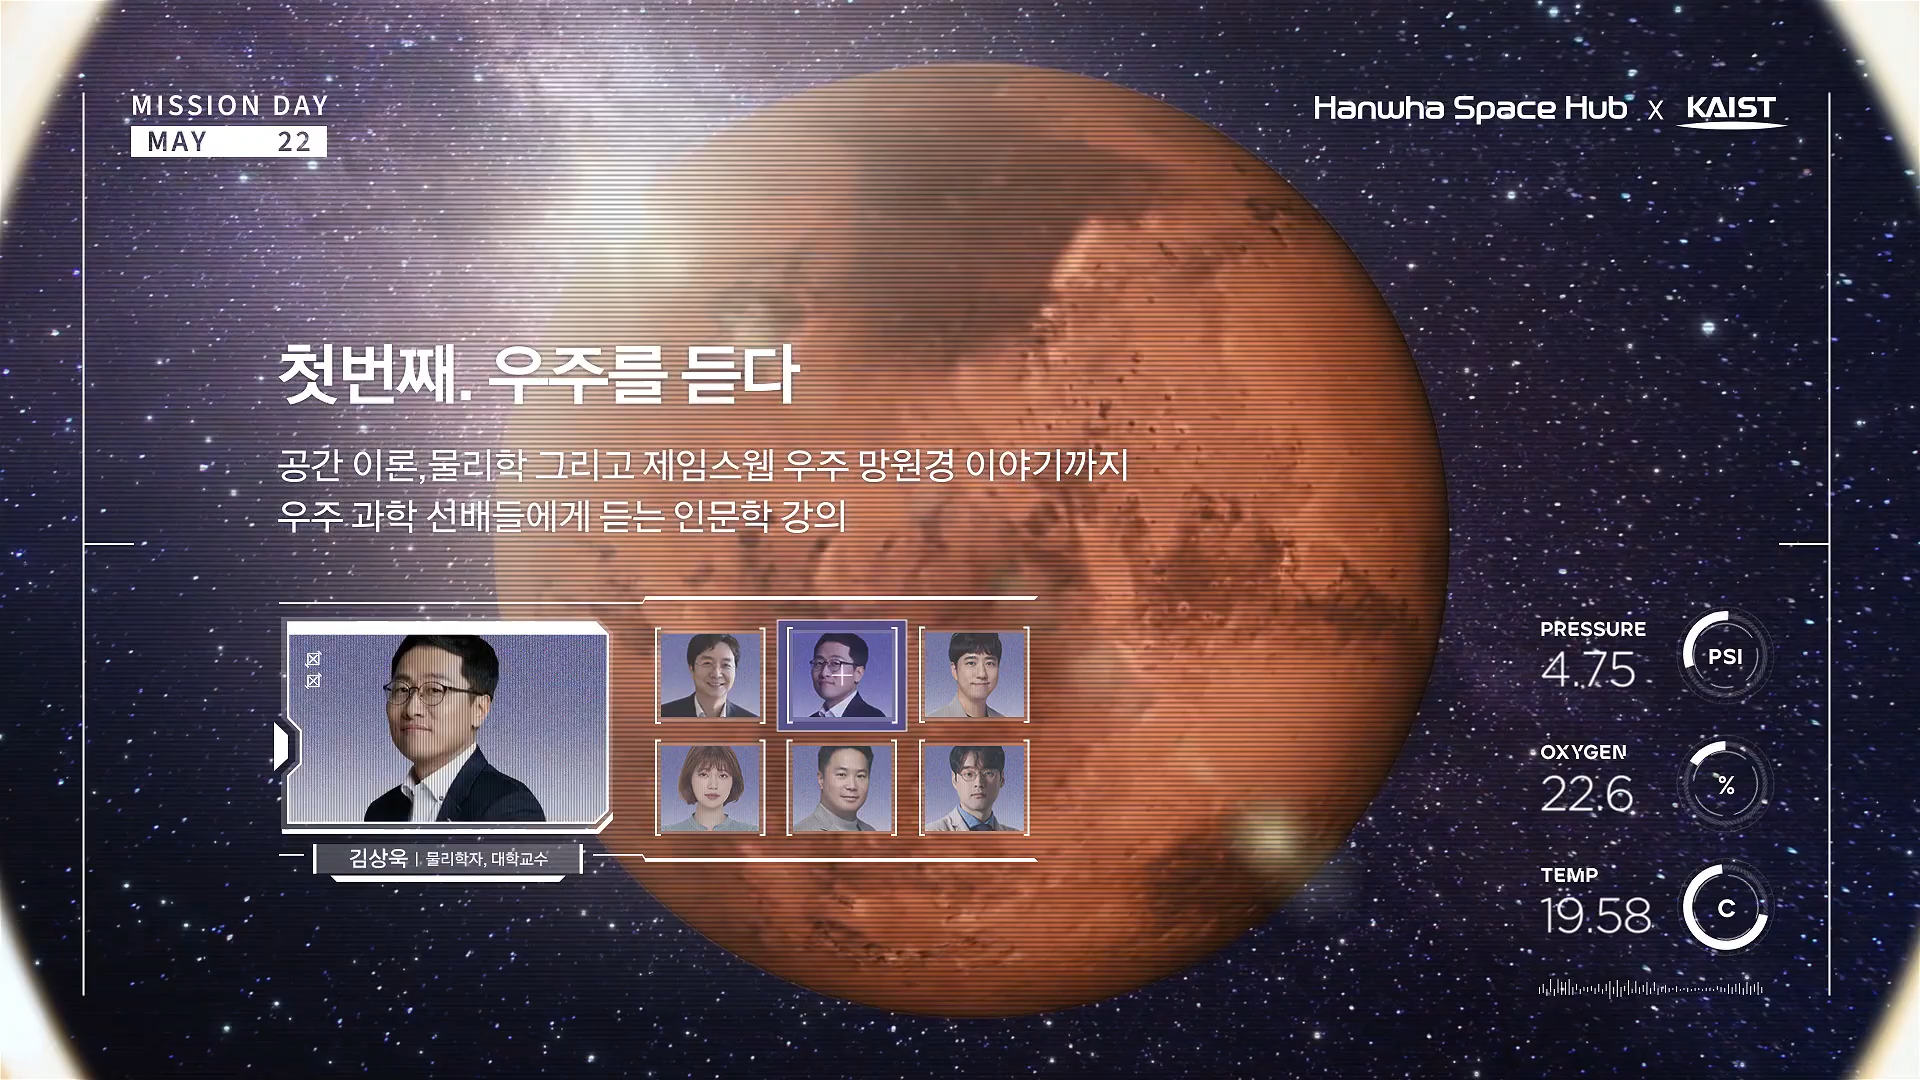 MISSION DAY
MAY 22
Hanwha Space Hub X KAIST
첫번째. 우주를 듣다
공간 이론,물리학 그리고 제임스웹 우주 망원경 이야기까지
우주 과학 선배들에게 듣는 인문학 강의
김상욱 | 물리학자, 대학교수
PRESSURE
4.75
PSI
OXYGEN
22.6
%
TEMP
19.58
C